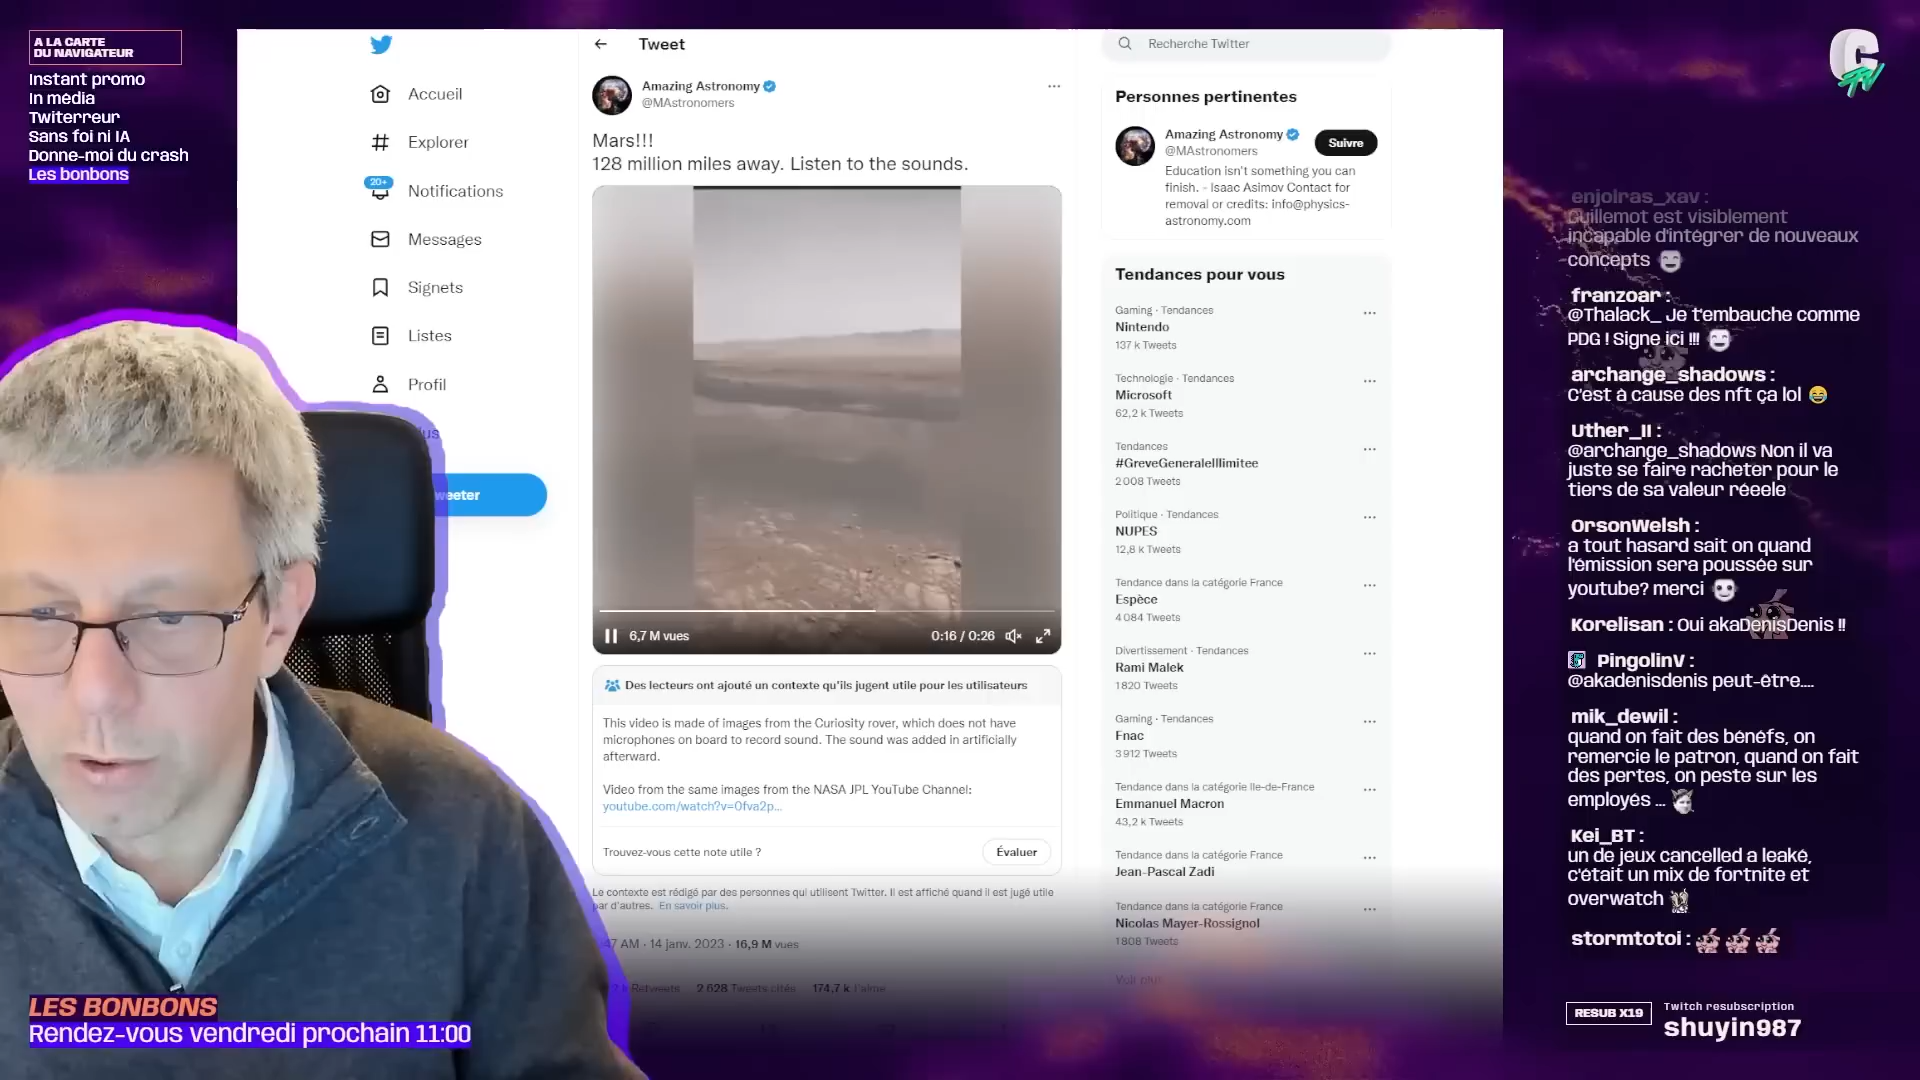 A LA CARTE
DU NAVIGATEUR
Instant promo
In média
Twiterreur
Sans foi ni IA
Donne-moi du crash
Les bonbons
Accueil
Explorer
20+
Notifications
Messages
Signets
Listes
Profil
weeter
Tweet
Amazing Astronomy
@MAstronomers
Mars!!!
128 million miles away. Listen to the sounds.
6,7 M vues
0:16 / 0:26
Des lecteurs ont ajouté un contexte qu'ils jugent utile pour les utilisateurs
This video is made of images from the Curiosity rover, which does not have
microphones on board to record sound. The sound was added in artificially
afterward.
Video from the same images from the NASA JPL YouTube Channel:
youtube.com/watch?v=0fva2p...
Trouvez-vous cette note utile ?
Évaluer
Le contexte est rédigé par des personnes qui utilisent Twitter. Il est affiché quand il est jugé utile
par d'autres. En savoir plus.
47 AM · 14 janv. 2023 · 16,9 M vues
Retweets 2 628 Tweets cités 174,7 k J'aime
Recherche Twitter
Personnes pertinentes
Amazing Astronomy
@MAstronomers
Suivre
Education isn't something you can
finish. - Isaac Asimov Contact for
removal or credits: info@physics-
astronomy.com
Tendances pour vous
Gaming · Tendances
Nintendo
137 k Tweets
Technologie · Tendances
Microsoft
62,2 k Tweets
Tendances
#GreveGeneraleIllimitee
2 008 Tweets
Politique · Tendances
NUPES
12,8 k Tweets
Tendance dans la catégorie France
Espèce
4 084 Tweets
Divertissement · Tendances
Rami Malek
1 820 Tweets
Gaming · Tendances
Fnac
3 912 Tweets
Tendance dans la catégorie Ile-de-France
Emmanuel Macron
43,2 k Tweets
Tendance dans la catégorie France
Jean-Pascal Zadi
Tendance dans la catégorie France
Nicolas Mayer-Rossignol
1 808 Tweets
Voir plus
enjolras_xav :
Guillemot est visiblement
incapable d'intégrer de nouveaux
concepts
franzoar :
@Thalack_ Je t'embauche comme
PDG ! Signe ici !!!
archange_shadows :
C'est à cause des nft ça lol
Uther_II :
@archange_shadows Non il va
juste se faire racheter pour le
tiers de sa valeur réeele
OrsonWelsh :
a tout hasard sait on quand
l'émission sera poussée sur
youtube? merci
Korelisan : Oui akaDenisDenis !!
PingolinV :
@akadenisdenis peut-être....
mik_dewil :
quand on fait des bénéfs, on
remercie le patron, quand on fait
des pertes, on peste sur les
employés ...
Kei_BT :
un de jeux cancelled a leaké,
c'était un mix de fortnite et
overwatch
stormtotoi :
RESUB X19
Twitch resubscription
shuyin987
LES BONBONS
Rendez-vous vendredi prochain 11:00